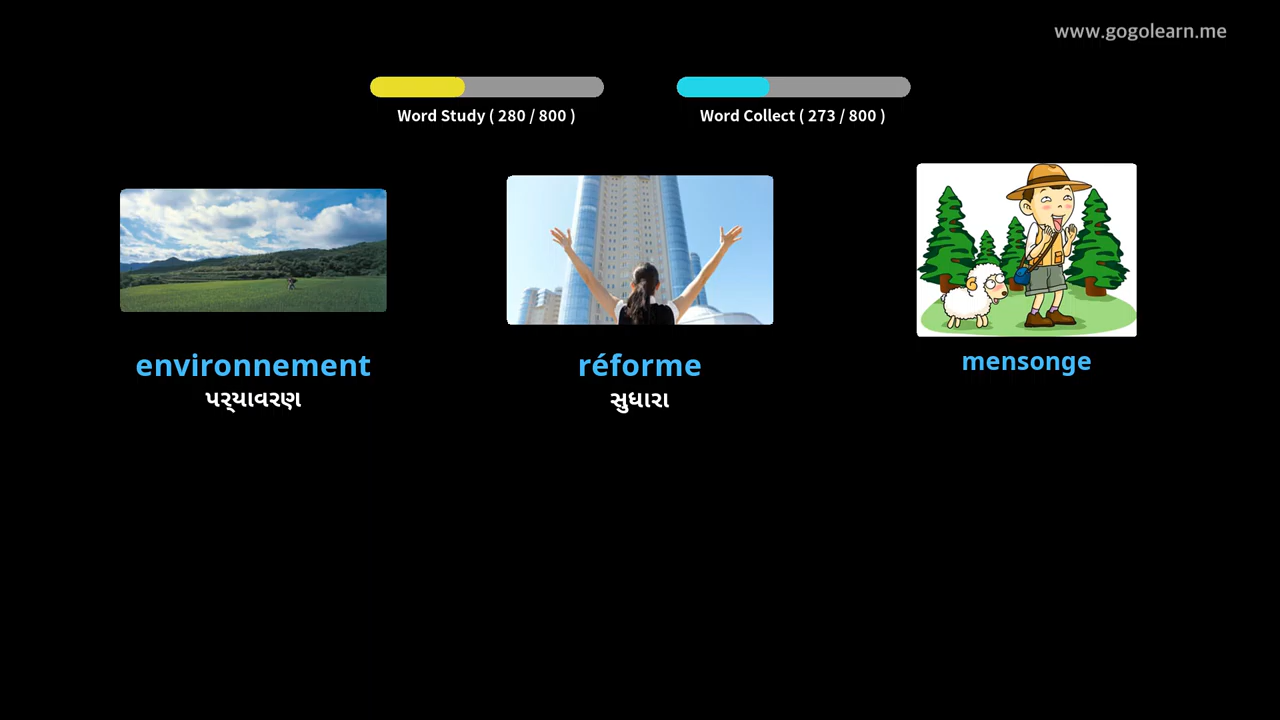 www.gogolearn.me
Word Study ( 280 / 800 )
Word Collect ( 273 / 800 )
environnement
réforme
mensonge
પર્યાવરણ
સુધારા